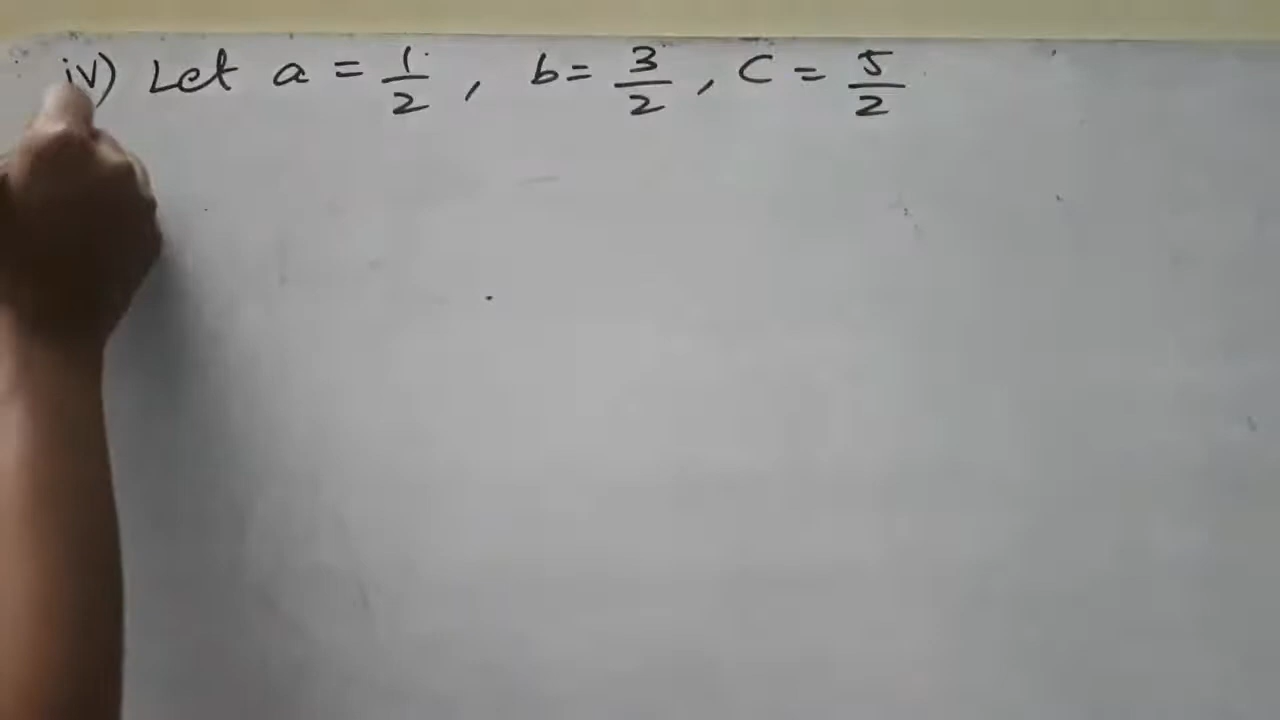 iv) Let a = 1/2, b = 3/2, c = 5/2